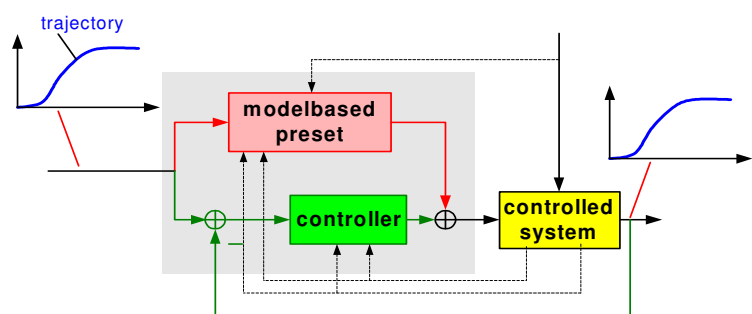 trajectory
modelbased
preset
controller
controlled
system